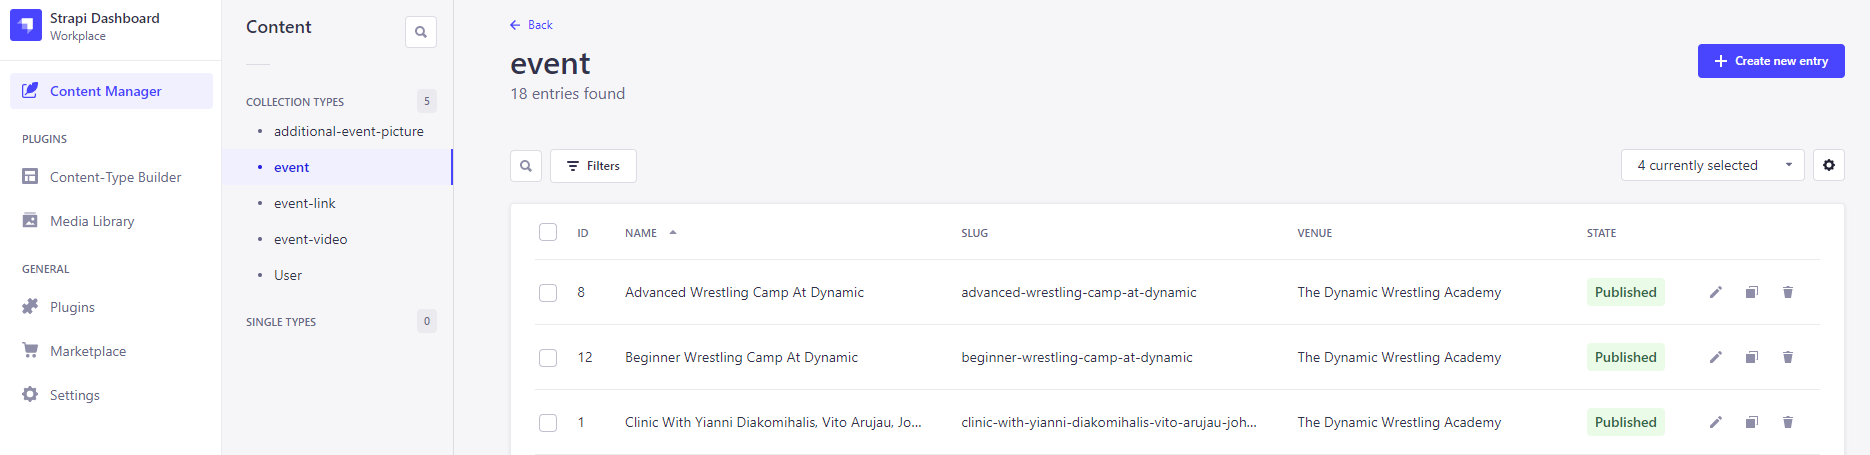 Strapi Dashboard
Workplace
Content Manager
PLUGINS
Content-Type Builder
Media Library
GENERAL
Plugins
Marketplace
Settings
Content
COLLECTION TYPES 5
additional-event-picture
event
event-link
event-video
User
SINGLE TYPES 0
Back
event
18 entries found
Create new entry
Filters
4 currently selected
ID NAME SLUG VENUE STATE
8 Advanced Wrestling Camp At Dynamic advanced-wrestling-camp-at-dynamic The Dynamic Wrestling Academy Published
12 Beginner Wrestling Camp At Dynamic beginner-wrestling-camp-at-dynamic The Dynamic Wrestling Academy Published
1 Clinic With Yianni Diakomihalis, Vito Arujau, Jo... clinic-with-yianni-diakomihalis-vito-arujau-joh... The Dynamic Wrestling Academy Published